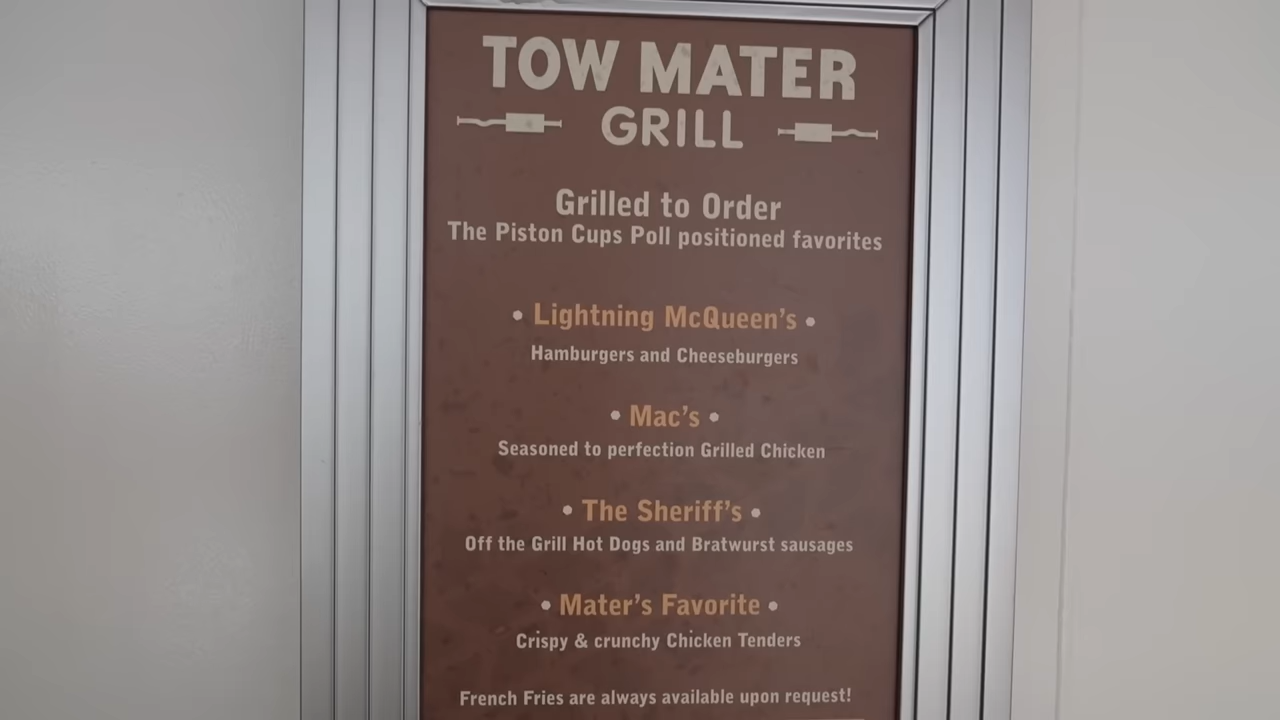 TOW MATER
GRILL
Grilled to Order
The Piston Cups Poll positioned favorites
• Lightning McQueen's •
Hamburgers and Cheeseburgers
• Mac's •
Seasoned to perfection Grilled Chicken
• The Sheriff's •
Off the Grill Hot Dogs and Bratwurst sausages
• Mater's Favorite •
Crispy & crunchy Chicken Tenders
French Fries are always available upon request!